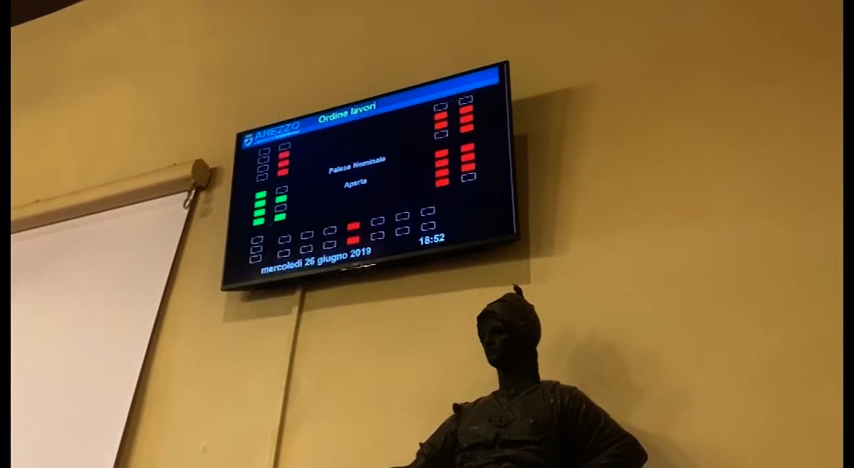 Ordine lavori
AREZZO
Palese Nominale
Aperta
18:52
mercoledì 26 giugno 2019